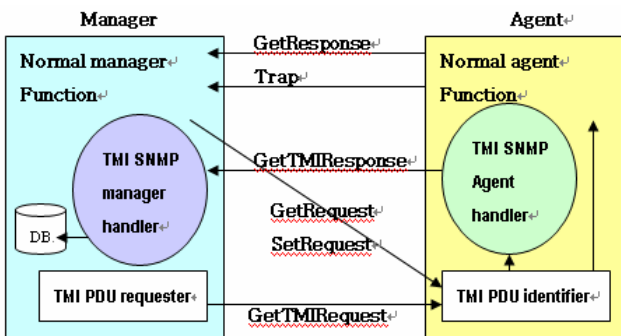 Manager
Agent
Normal manager
Function
GetResponse
Trap
Normal agent
Function
TMI SNMP
manager
handler
GetTMIResponse
TMI SNMP
Agent
handler
GetRequest
SetRequest
DB.
TMI PDU requester
GetTMIRequest
TMI PDU identifier